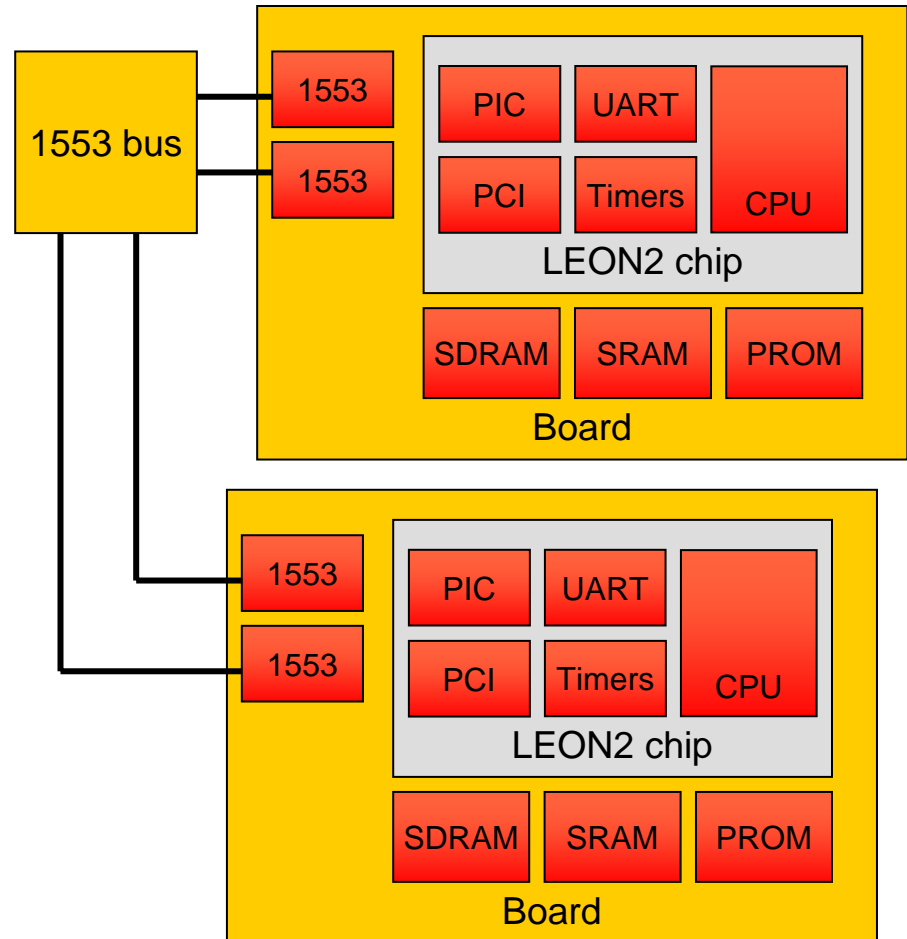 1553 bus
1553
1553
PIC
UART
PCI
Timers
CPU
LEON2 chip
SDRAM
SRAM
PROM
Board
1553
1553
PIC
UART
PCI
Timers
CPU
LEON2 chip
SDRAM
SRAM
PROM
Board